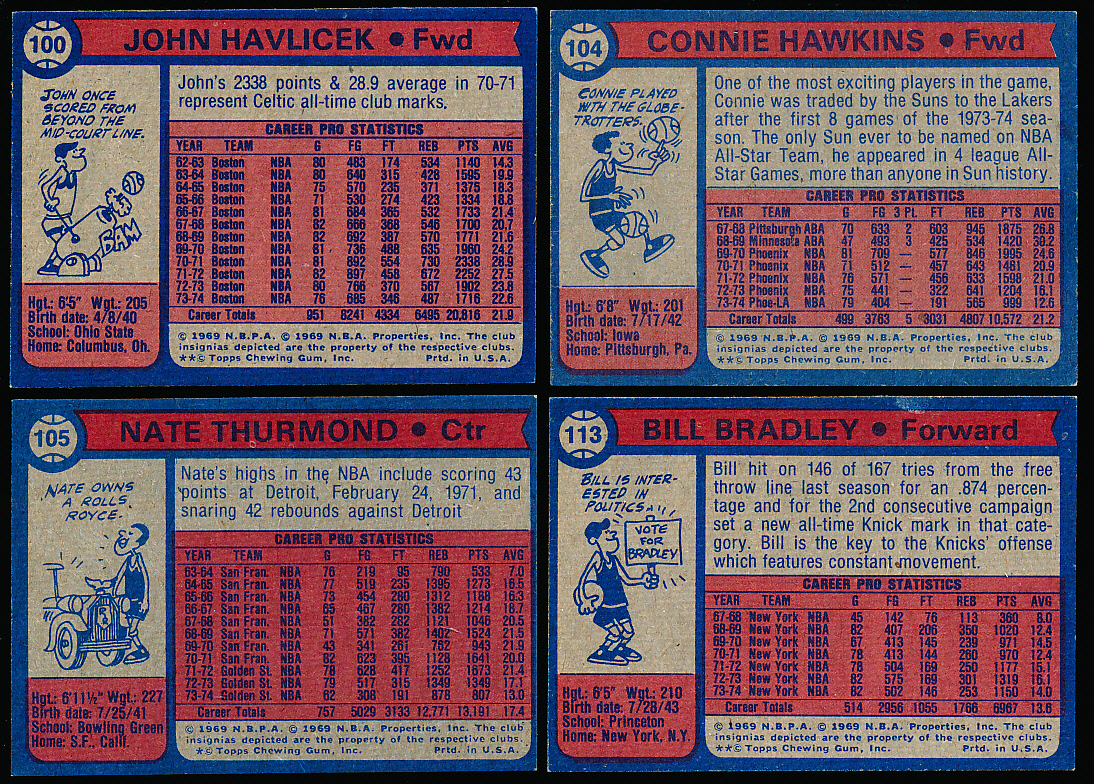 100
JOHN HAVLICEK • Fwd
JOHN ONCE
SCORED FROM
BEYOND THE
MID-COURT LINE.
BAM
Hgt.: 6'5" Wgt.: 205
Birth date: 4/8/40
School: Ohio State
Home: Columbus, Oh.
John's 2338 points & 28.9 average in 70-71
represent Celtic all-time club marks.
CAREER PRO STATISTICS
YEAR TEAM G FG FT REB PTS AVG
62-63 Boston NBA 80 483 174 534 1140 14.3
63-64 Boston NBA 80 640 315 428 1595 19.9
64-65 Boston NBA 75 570 235 371 1375 18.3
65-66 Boston NBA 71 530 274 423 1334 18.8
66-67 Boston NBA 81 684 365 532 1733 21.4
67-68 Boston NBA 82 666 368 546 1700 20.7
68-69 Boston NBA 82 692 387 570 1771 21.6
69-70 Boston NBA 81 736 488 635 1960 24.2
70-71 Boston NBA 81 892 554 730 2338 28.9
71-72 Boston NBA 82 897 458 672 2252 27.5
72-73 Boston NBA 80 766 370 567 1902 23.8
73-74 Boston NBA 76 685 346 487 1716 22.6
Career Totals 951 8241 4334 6495 20,816 21.9
© 1969 N.B.P.A. © 1969 N.B.A. Properties, Inc. The club
insignias depicted are the property of the respective clubs.
**© Topps Chewing Gum, Inc. Prtd. in U.S.A.
104
CONNIE HAWKINS • Fwd
CONNIE PLAYED
WITH THE GLOBE-
TROTTERS.
Hgt.: 6'8" Wgt.: 201
Birth date: 7/17/42
School: Iowa
Home: Pittsburgh, Pa.
One of the most exciting players in the game,
Connie was traded by the Suns to the Lakers
after the first 8 games of the 1973-74 sea-
son. The only Sun ever to be named on NBA
All-Star Team, he appeared in 4 league All-
Star Games, more than anyone in Sun history.
CAREER PRO STATISTICS
YEAR TEAM G FG 3 PL FT REB PTS AVG
67-68 Pittsburgh ABA 70 633 2 603 945 1875 26.8
68-69 Minnesota ABA 47 493 3 425 534 1420 30.2
69-70 Phoenix NBA 81 709 — 577 846 1995 24.6
70-71 Phoenix NBA 71 512 — 457 643 1481 20.9
71-72 Phoenix NBA 76 571 — 456 633 1598 21.0
72-73 Phoenix NBA 75 441 — 322 641 1204 16.1
73-74 Phoe-LA NBA 79 404 — 191 565 999 12.6
Career Totals 499 3763 5 3031 4807 10,572 21.2
© 1969 N.B.P.A. © 1969 N.B.A. Properties, Inc. The club
insignias depicted are the property of the respective clubs.
**© Topps Chewing Gum, Inc. Prtd. in U.S.A.
105
NATE THURMOND • Ctr
NATE OWNS
A ROLLS
ROYCE.
Hgt.: 6'11½" Wgt.: 227
Birth date: 7/25/41
School: Bowling Green
Home: S.F., Calif.
Nate's highs in the NBA include scoring 43
points at Detroit, February 24, 1971, and
snaring 42 rebounds against Detroit
CAREER PRO STATISTICS
YEAR TEAM G FG FT REB PTS AVG
63-64 San Fran. NBA 76 219 95 790 533 7.0
64-65 San Fran. NBA 77 519 235 1395 1273 16.5
65-66 San Fran. NBA 73 454 280 1312 1188 16.3
66-67 San Fran. NBA 65 467 280 1382 1214 18.7
67-68 San Fran. NBA 51 382 282 1121 1046 20.5
68-69 San Fran. NBA 71 571 382 1402 1524 21.5
69-70 San Fran. NBA 43 341 261 762 943 21.9
70-71 San Fran. NBA 82 623 395 1128 1641 20.0
71-72 Golden St. NBA 78 628 417 1252 1673 21.4
72-73 Golden St. NBA 79 517 315 1349 1349 17.1
73-74 Golden St. NBA 62 308 191 878 807 13.0
Career Totals 757 5029 3133 12,771 13,191 17.4
© 1969 N.B.P.A. © 1969 N.B.A. Properties, Inc. The club
insignias depicted are the property of the respective clubs.
*© Topps Chewing Gum, Inc. Prtd. in U.S.A.
113
BILL BRADLEY • Forward
BILL IS INTER-
ESTED IN
POLITICS...
VOTE
FOR
BRADLEY
Hgt.: 6'5" Wgt.: 210
Birth date: 7/28/43
School: Princeton
Home: New York, N.Y.
Bill hit on 146 of 167 tries from the free
throw line last season for an .874 percen-
tage and for the 2nd consecutive campaign
set a new all-time Knick mark in that cate-
gory. Bill is the key to the Knicks' offense
which features constant movement.
CAREER PRO STATISTICS
YEAR TEAM G FG FT REB PTS AVG
67-68 New York NBA 45 142 76 113 360 8.0
68-69 New York NBA 82 407 206 350 1020 12.4
69-70 New York NBA 67 413 145 239 971 14.5
70-71 New York NBA 78 413 144 260 970 12.4
71-72 New York NBA 78 504 169 250 1177 15.1
72-73 New York NBA 82 575 169 301 1319 16.1
73-74 New York NBA 82 502 146 253 1150 14.0
Career Totals 514 2956 1055 1766 6967 13.6
© 1969 N.B.P.A. © 1969 N.B.A. Properties, Inc. The club
insignias depicted are the property of the respective clubs.
**© Topps Chewing Gum, Inc. Prtd. in U.S.A.